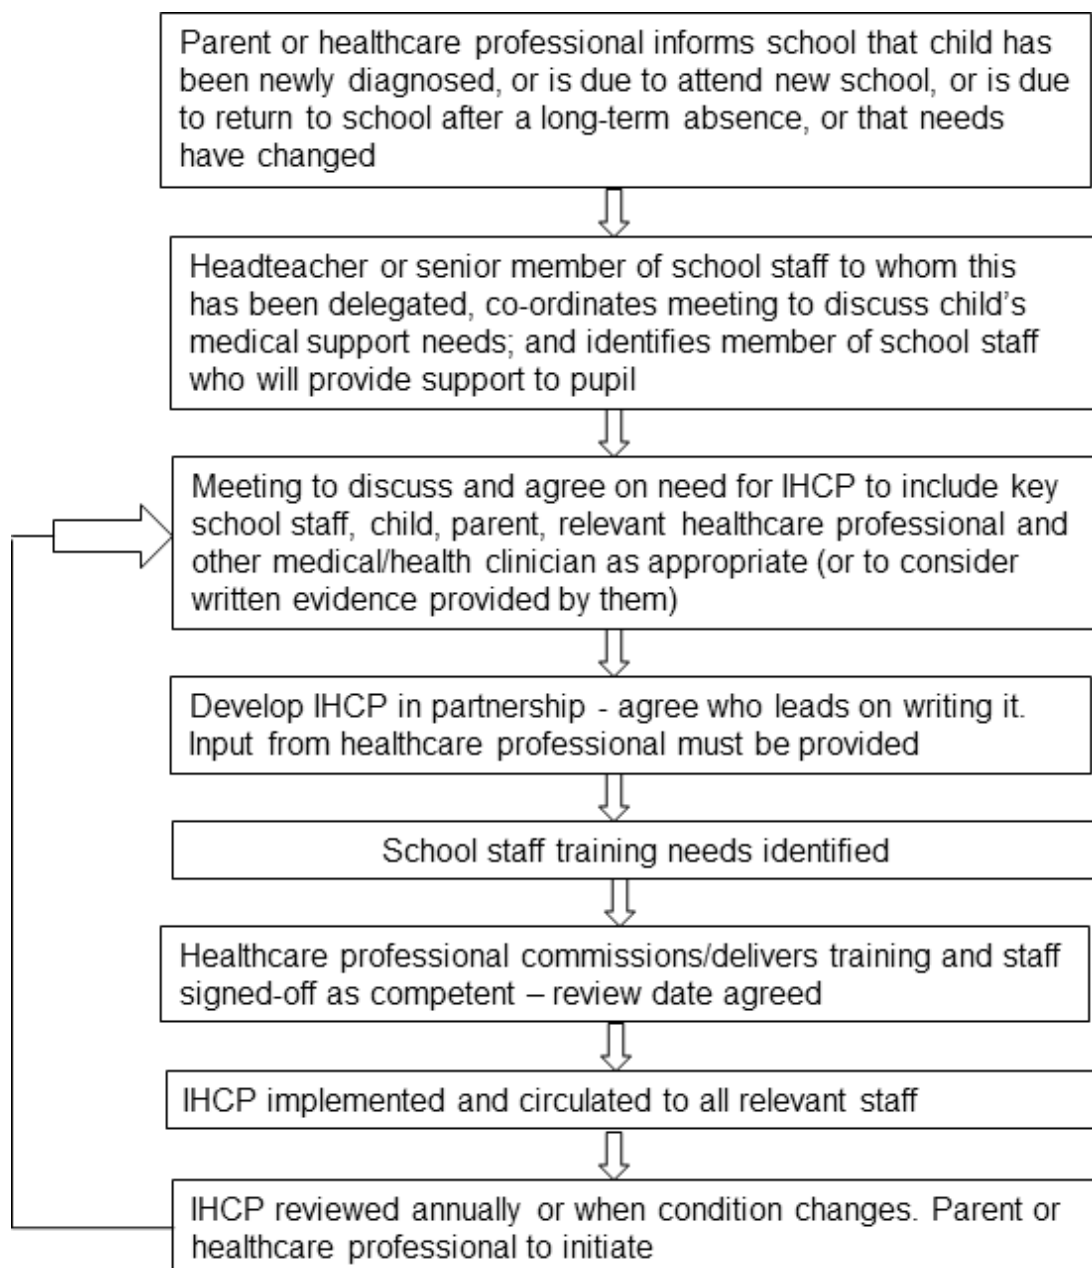 Parent or healthcare professional informs school that child has
been newly diagnosed, or is due to attend new school, or is due
to return to school after a long-term absence, or that needs
have changed
Headteacher or senior member of school staff to whom this
has been delegated, co-ordinates meeting to discuss child's
medical support needs; and identifies member of school staff
who will provide support to pupil
Meeting to discuss and agree on need for IHCP to include key
school staff, child, parent, relevant healthcare professional and
other medical/health clinician as appropriate (or to consider
written evidence provided by them)
Develop IHCP in partnership - agree who leads on writing it.
Input from healthcare professional must be provided
School staff training needs identified
Healthcare professional commissions/delivers training and staff
signed-off as competent – review date agreed
IHCP implemented and circulated to all relevant staff
IHCP reviewed annually or when condition changes. Parent or
healthcare professional to initiate